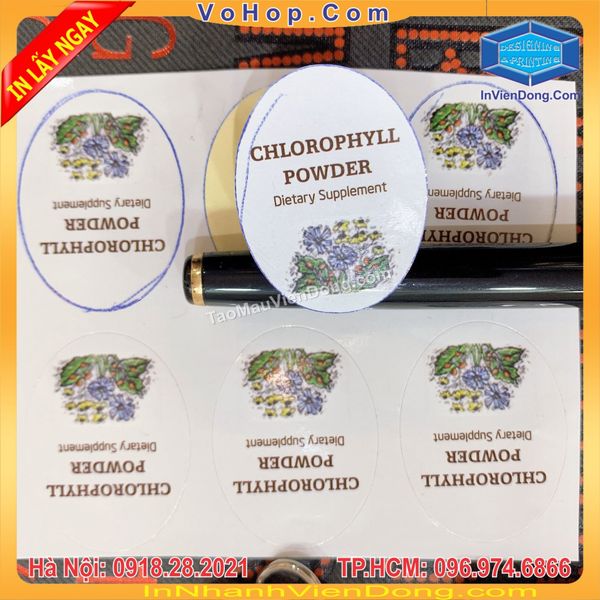 VoHop.Com
IN LẤY NGAY
DESIGNING
& PRINTING
InVienDong.Com
CHLOROPHYLL
POWDER
Dietary Supplement
CHLOROPHYLL
POWDER
Dietary Supplement
CHLOROPHYLL
POWDER
Dietary Supplement
TaoMauVienDong.com
CHLOROPHYLL
POWDER
Dietary Supplement
CHLOROPHYLL
POWDER
Dietary Supplement
CHLOROPHYLL
POWDER
Dietary Supplement
Hà Nội: 0918.28.2021
TP.HCM: 096.974.6866
InNhanhVienDong.Com